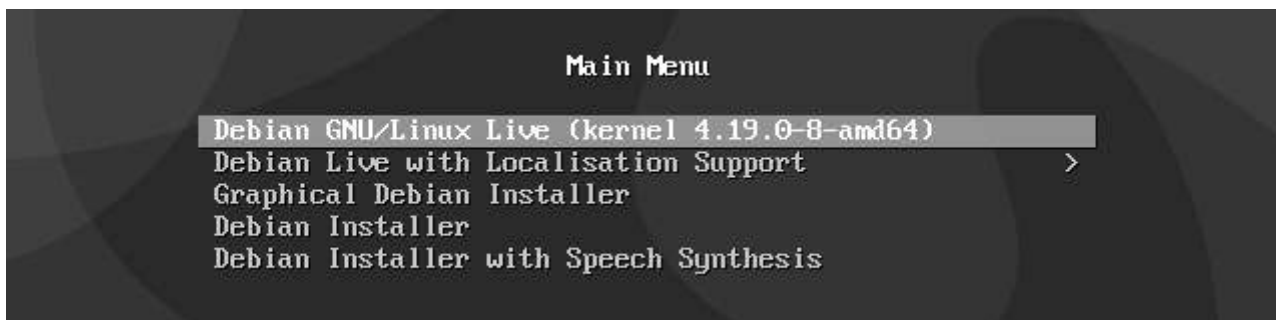 Main Menu
Debian GNU/Linux Live (kernel 4.19.0-8-amd64)
Debian Live with Localisation Support >
Graphical Debian Installer
Debian Installer
Debian Installer with Speech Synthesis